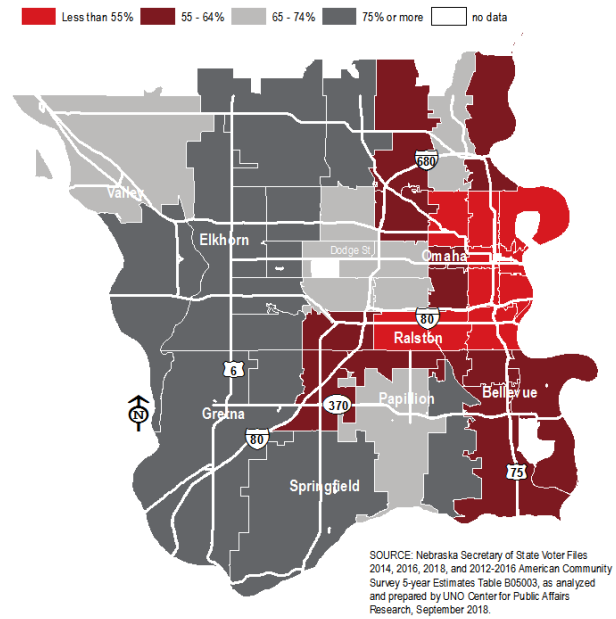 Less than 55% 55 - 64% 65 - 74% 75% or more no data
680
Valley
Elkhorn
Dodge St
Omaha
80
Ralston
6
370
Papillion
Bellevue
N
Gretna
80
75
Springfield
SOURCE: Nebraska Secretary of State Voter Files
2014, 2016, 2018, and 2012-2016 American Community
Survey 5-year Estimates Table B05003, as analyzed
and prepared by UNO Center for Public Affairs
Research, September 2018.